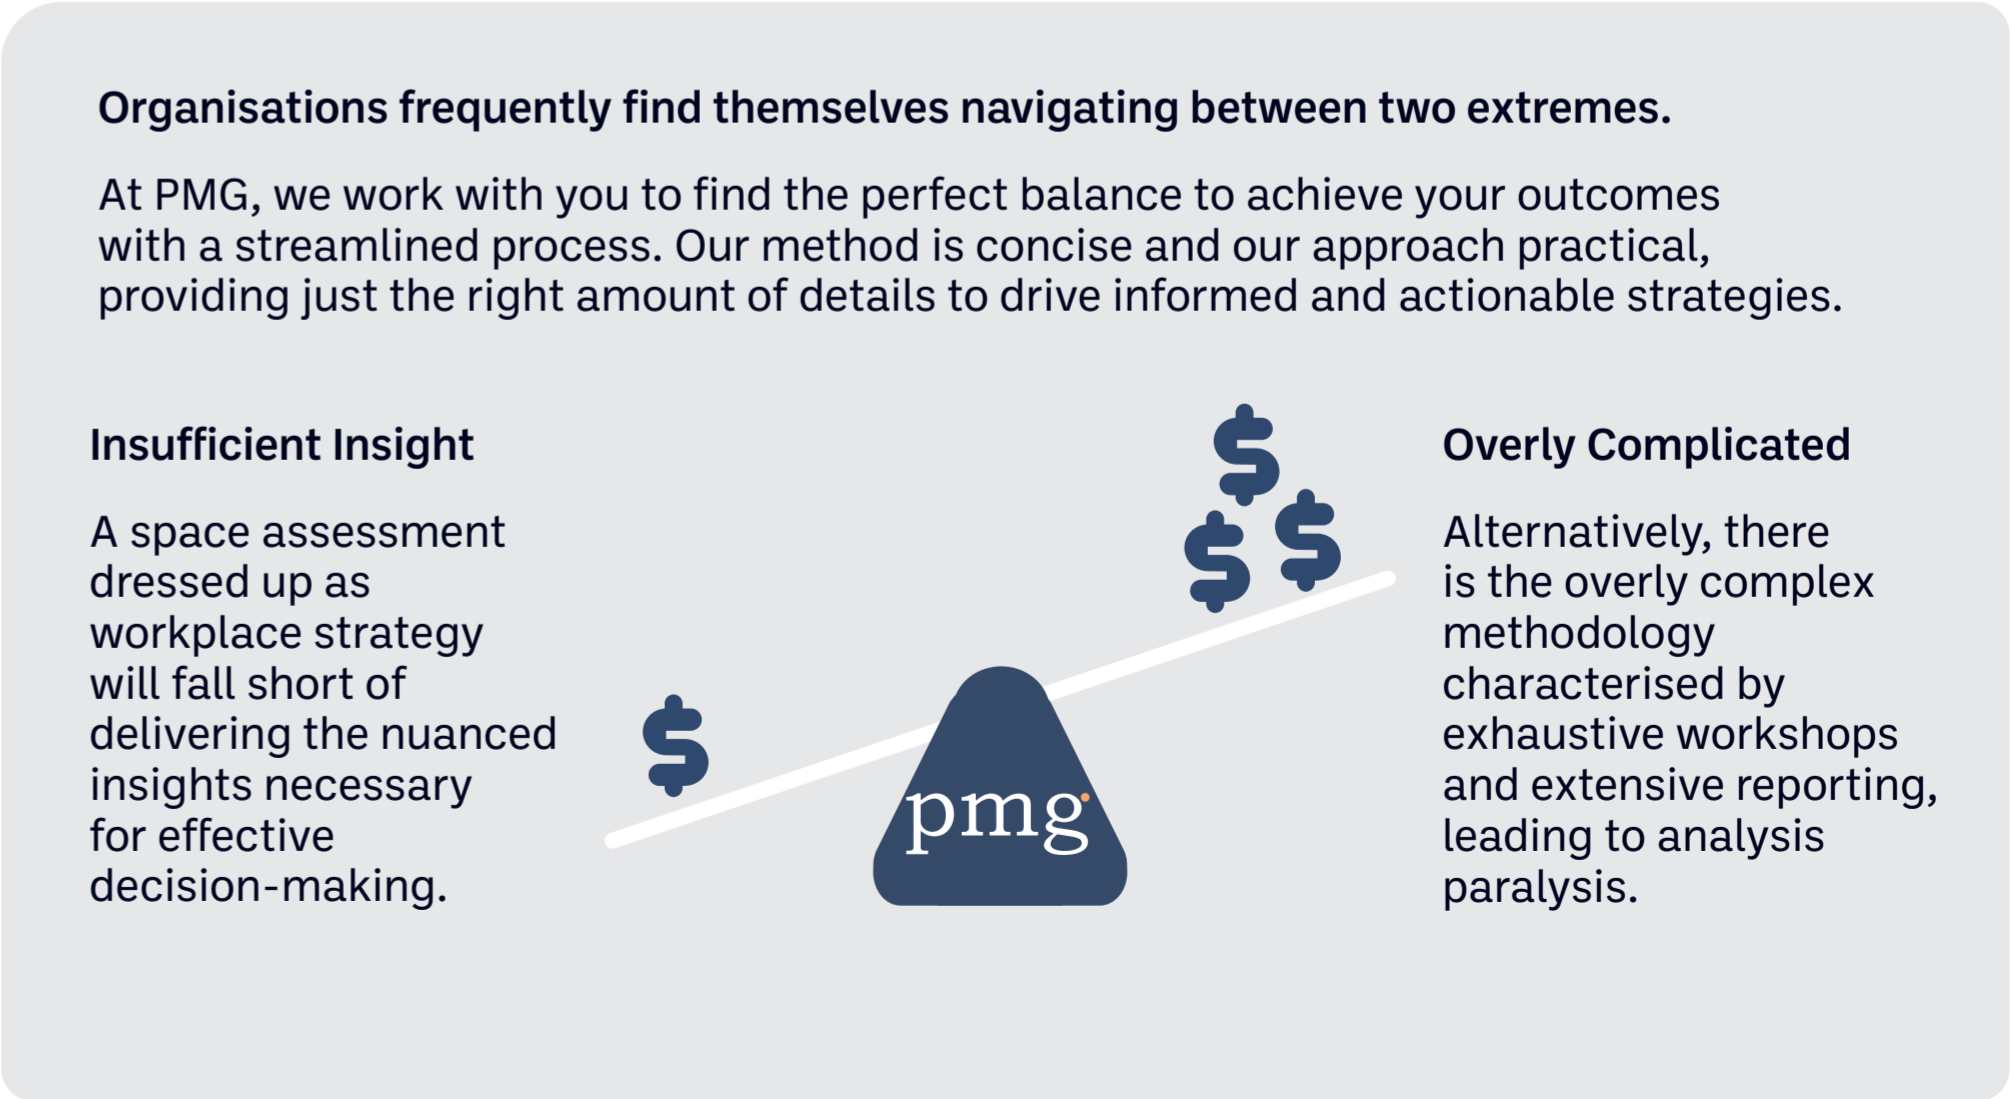 Organisations frequently find themselves navigating between two extremes.
At PMG, we work with you to find the perfect balance to achieve your outcomes
with a streamlined process. Our method is concise and our approach practical,
providing just the right amount of details to drive informed and actionable strategies.
Insufficient Insight
A space assessment
dressed up as
workplace strategy
will fall short of
delivering the nuanced
insights necessary
for effective
decision-making.
$
pmg
$
$
$
Overly Complicated
Alternatively, there
is the overly complex
methodology
characterised by
exhaustive workshops
and extensive reporting,
leading to analysis
paralysis.